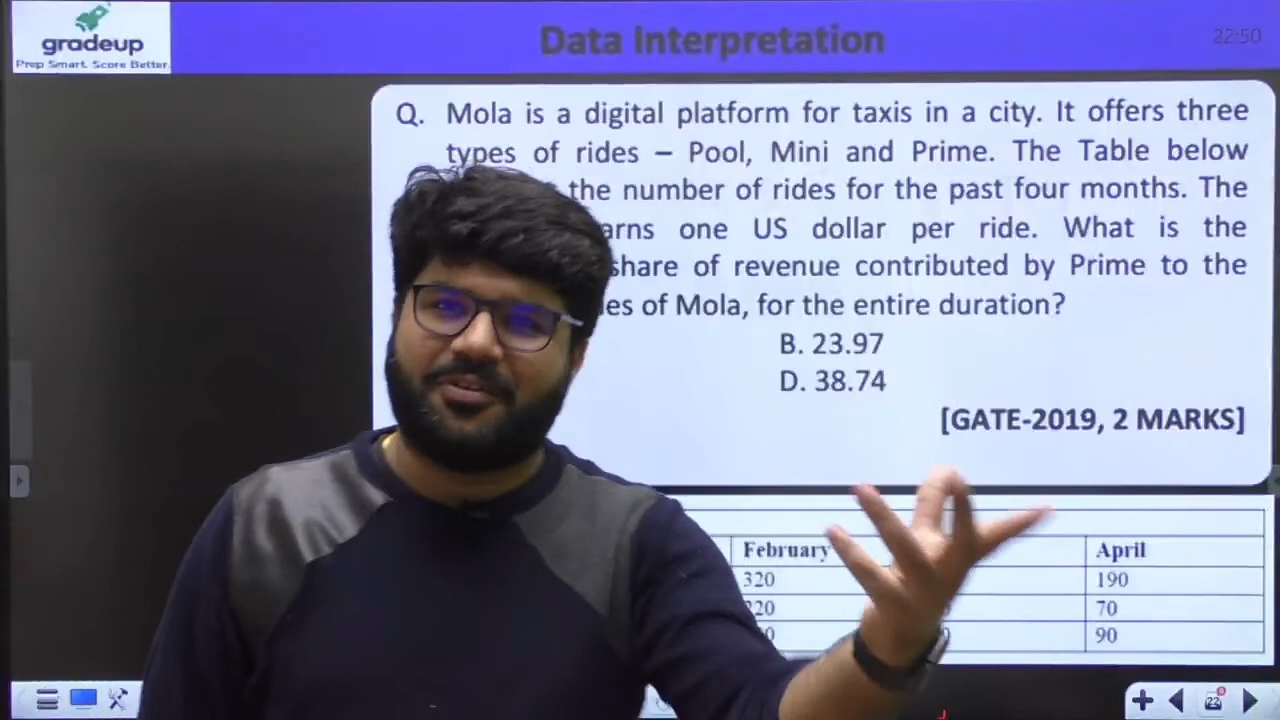 gradeup
Prep Smart. Score Better.
Data Interpretation
22:50
Q. Mola is a digital platform for taxis in a city. It offers three
types of rides – Pool, Mini and Prime. The Table below
the number of rides for the past four months. The
one US dollar per ride. What is the
share of revenue contributed by Prime to the
of Mola, for the entire duration?
B. 23.97
D. 38.74
[GATE-2019, 2 MARKS]
February April
320 190
70
90
22